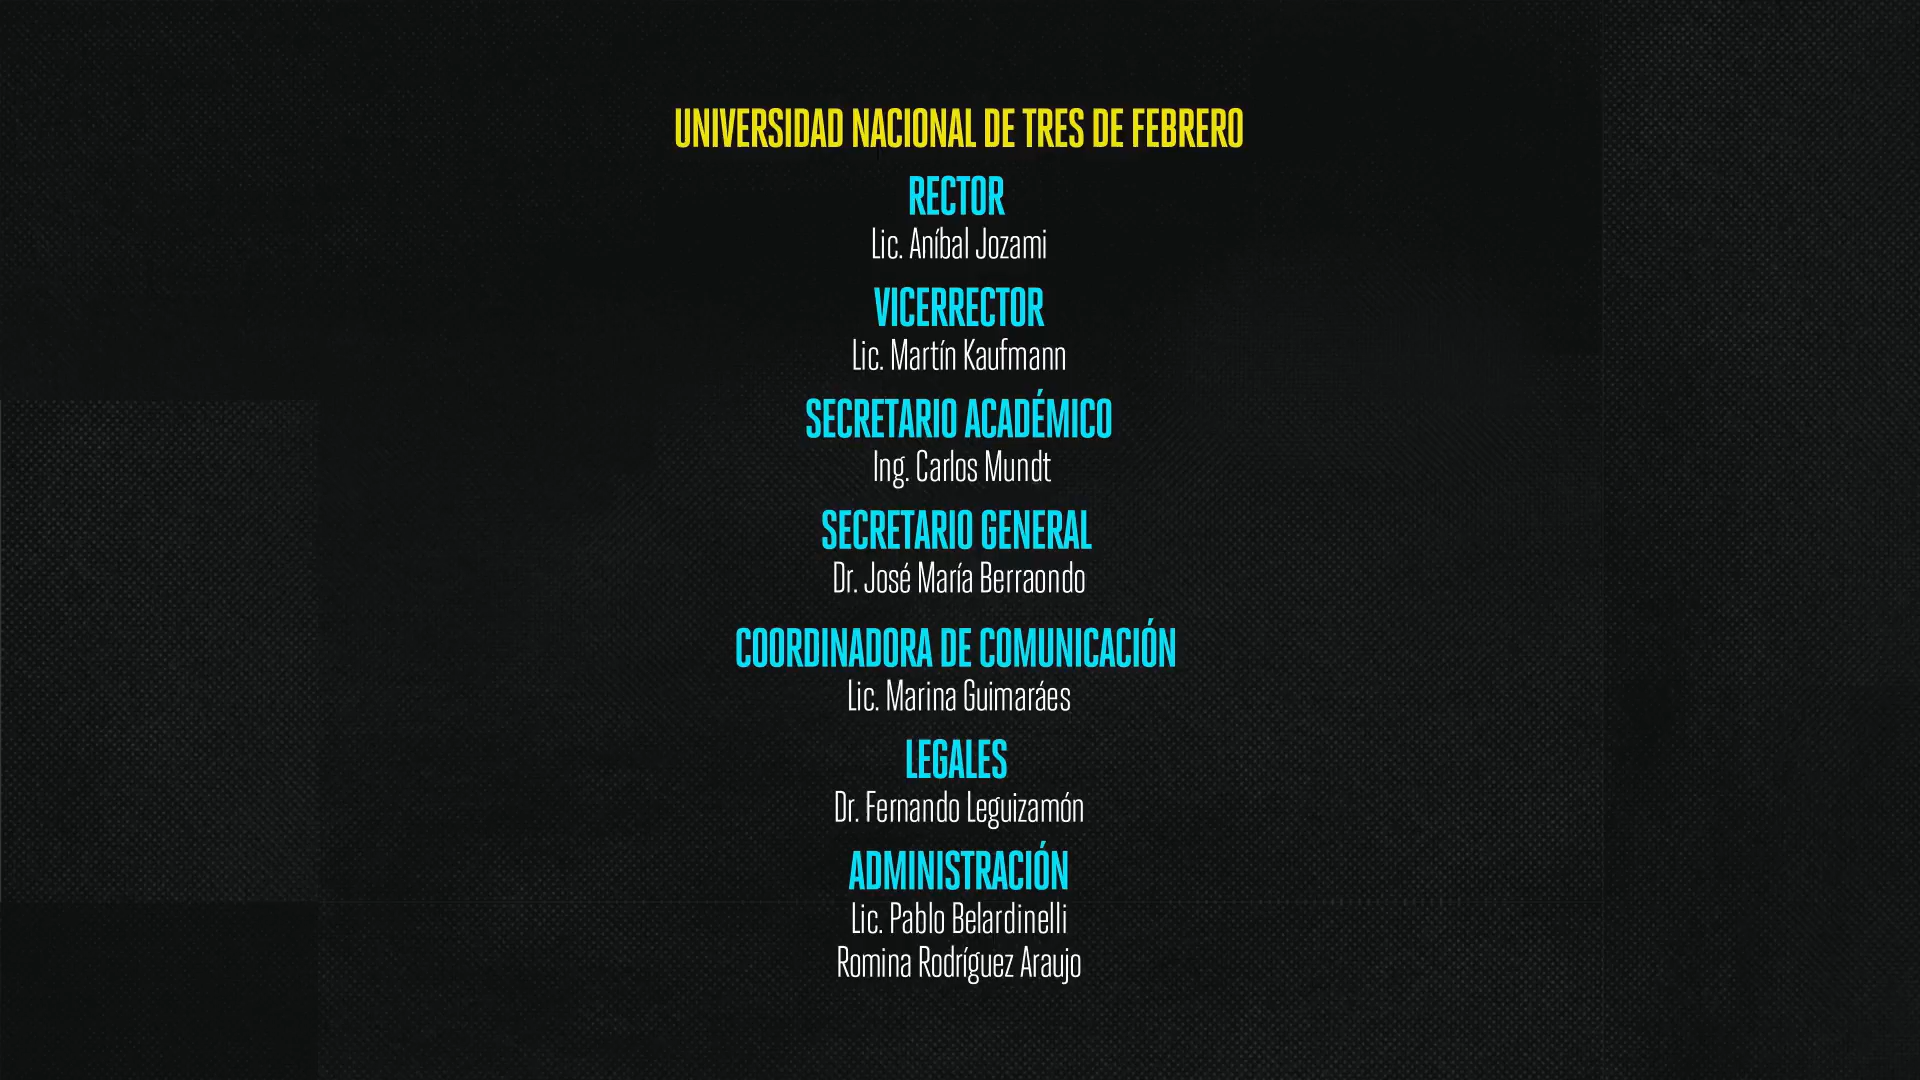 UNIVERSIDAD NACIONAL DE TRES DE FEBRERO
RECTOR
Lic. Aníbal Jozami
VICERRECTOR
Lic. Martín Kaufmann
SECRETARIO ACADÉMICO
Ing. Carlos Mundt
SECRETARIO GENERAL
Dr. José María Berraondo
COORDINADORA DE COMUNICACIÓN
Lic. Marina Guimaráes
LEGALES
Dr. Fernando Leguizamón
ADMINISTRACIÓN
Lic. Pablo Belardinelli
Romina Rodríguez Araujo